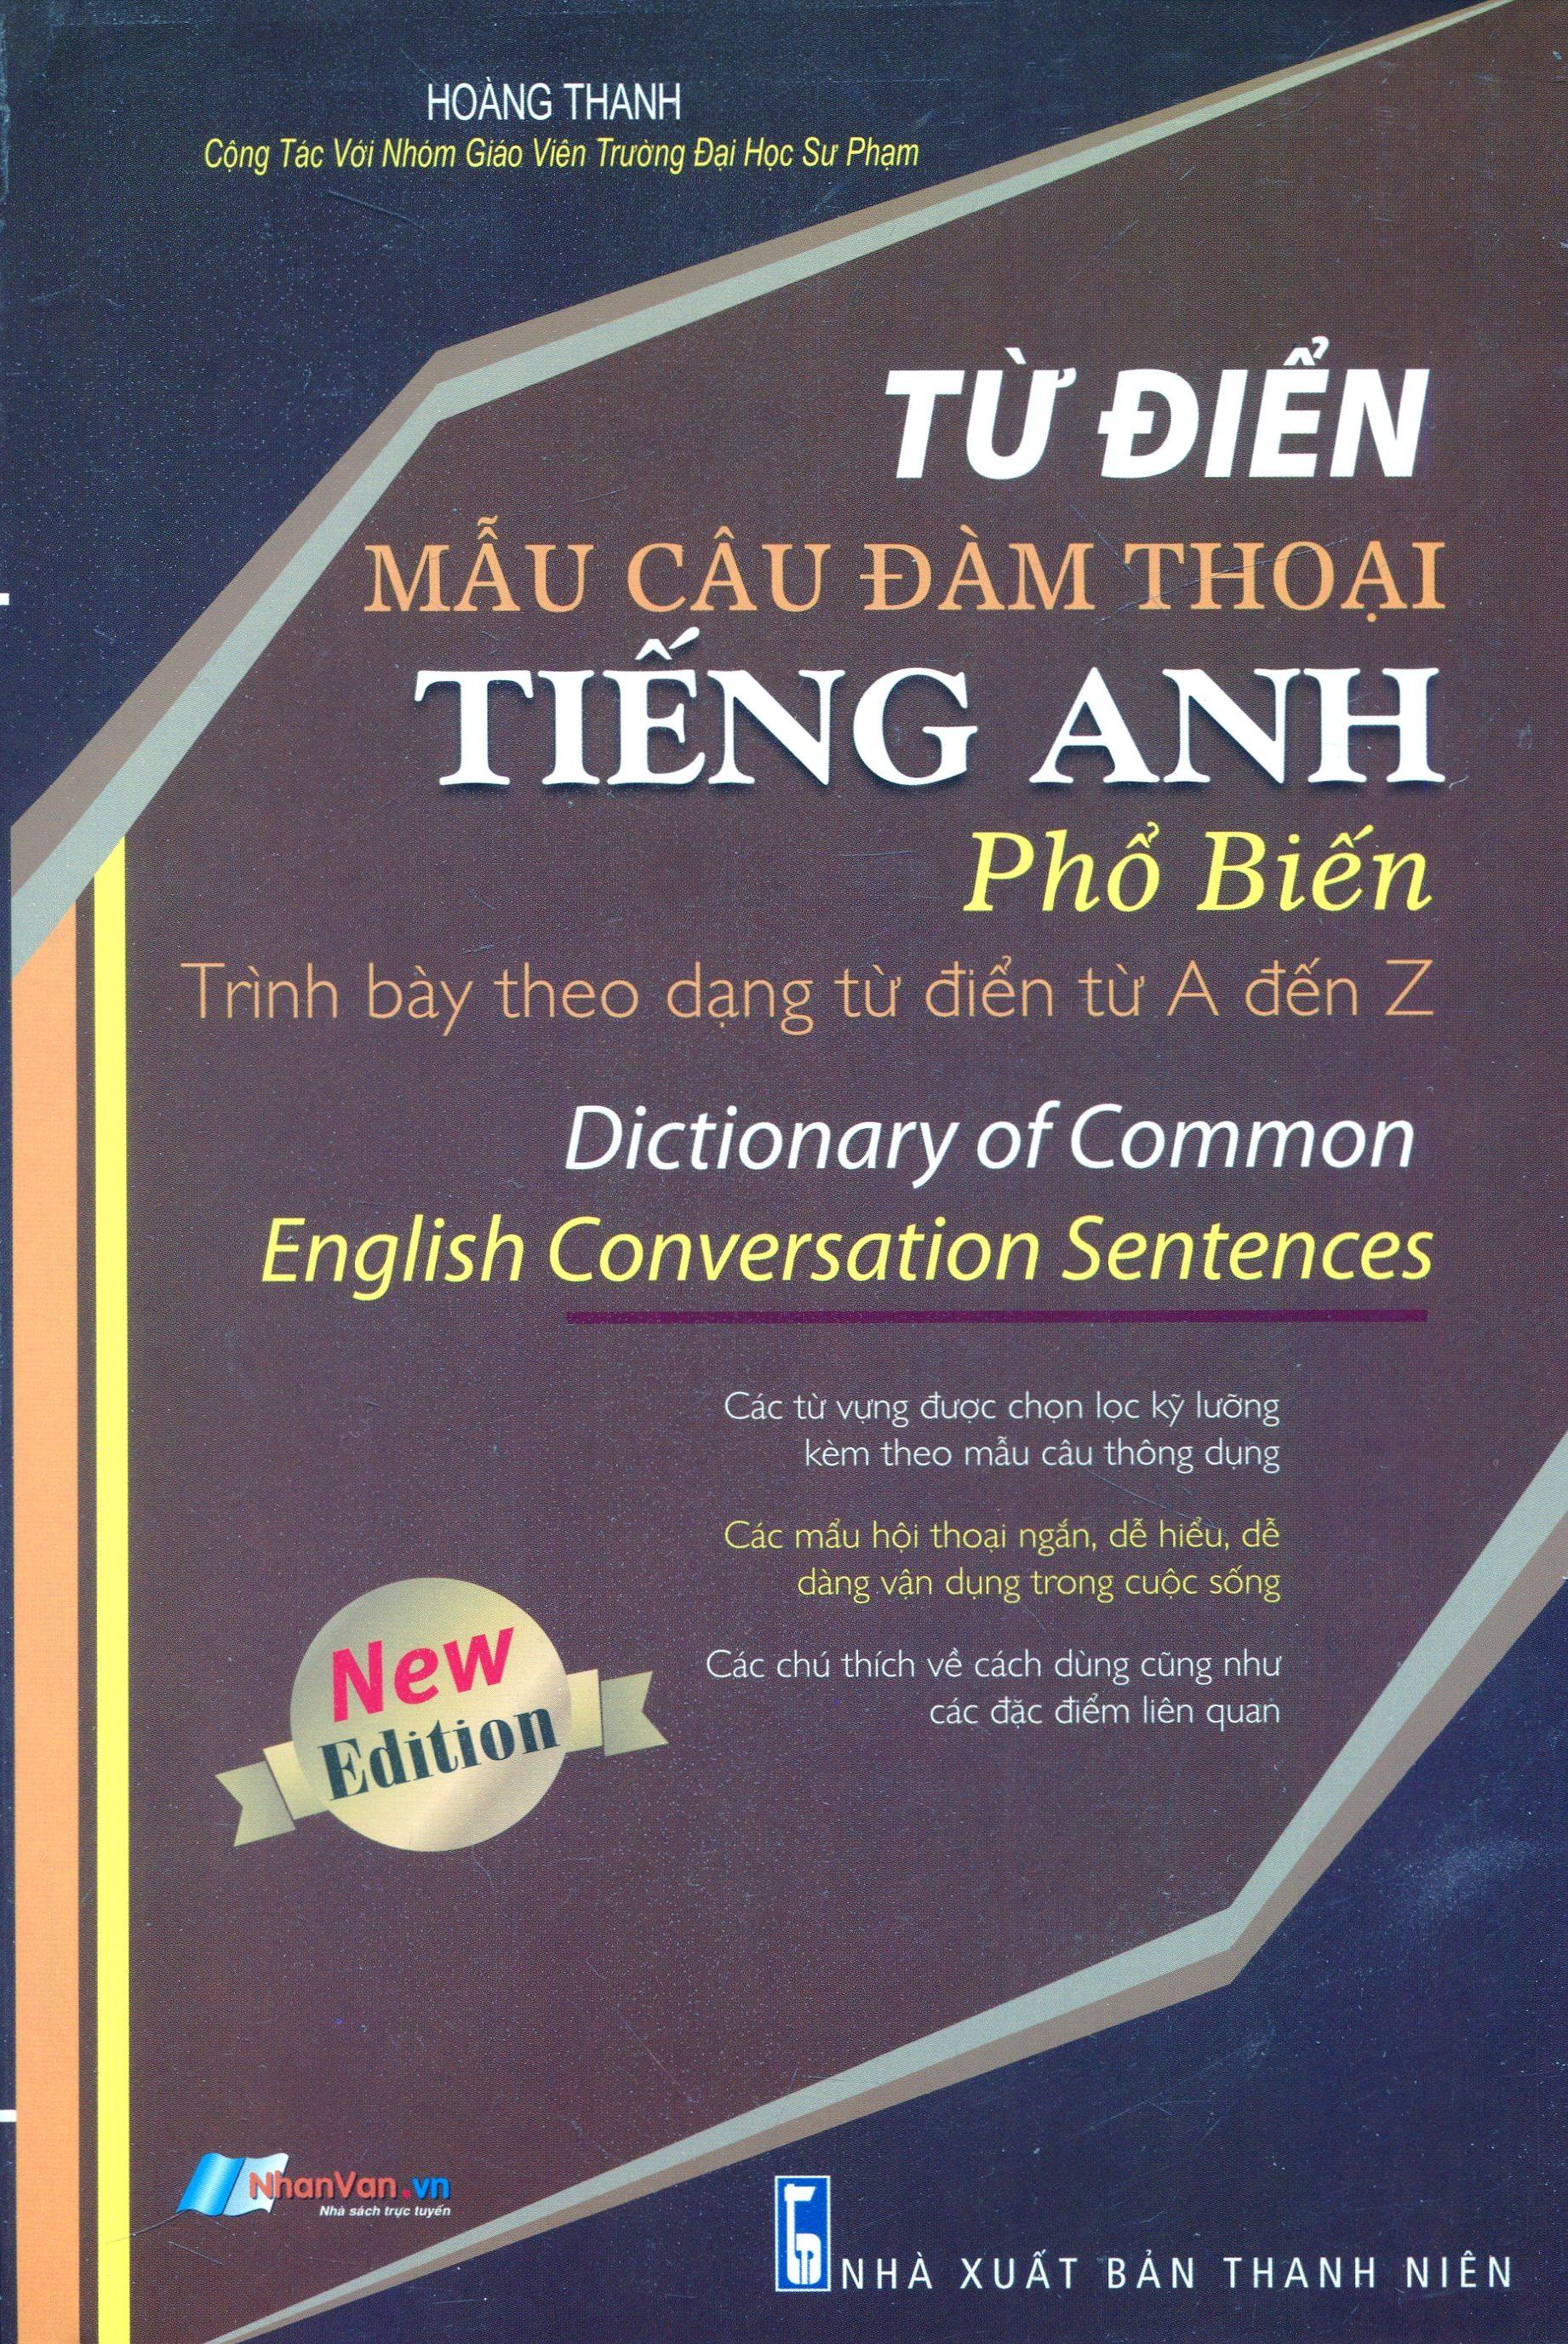 HOÀNG THANH
Cộng Tác Với Nhóm Giáo Viên Trường Đại Học Sư Phạm
TỪ ĐIỂN
MẪU CÂU ĐÀM THOẠI
TIẾNG ANH
Phổ Biến
Trình bày theo dạng từ điển từ A đến Z
Dictionary of Common
English Conversation Sentences
Các từ vựng được chọn lọc kỹ lưỡng
kèm theo mẫu câu thông dụng
Các mẩu hội thoại ngắn, dễ hiểu, dễ
dàng vận dụng trong cuộc sống
Các chú thích về cách dùng cũng như
các đặc điểm liên quan
New
Edition
NhanVan.vn
Nhà sách trực tuyến
NHÀ XUẤT BẢN THANH NIÊN